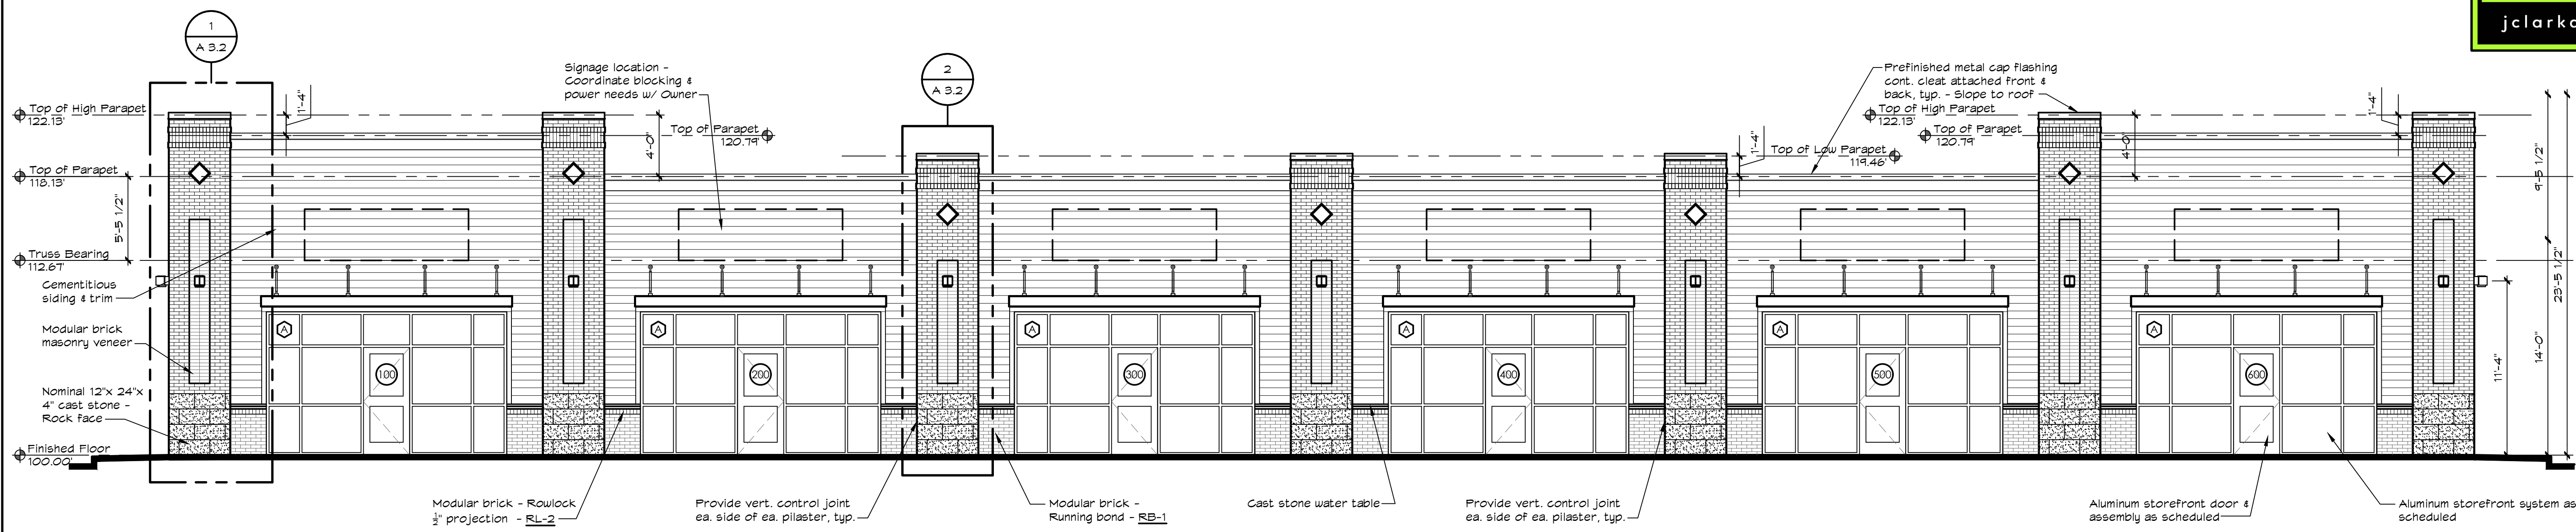 jclarka
1
A 3.2
Signage location -
Coordinate blocking &
power needs w/ Owner
2
A 3.2
Prefinished metal cap flashing
cont. cleat attached front &
back, typ. - Slope to roof
Top of High Parapet
122.13'
1'-4"
Top of Parapet
120.79'
4'-0"
Top of High Parapet
122.13'
Top of Parapet
120.79'
1'-4"
Top of Low Parapet
119.46'
4'-0"
1'-4"
Top of Parapet
118.13'
5'-5 1/2"
9'-5 1/2"
23'-5 1/2"
Truss Bearing
112.67'
Cementitious
siding & trim
Modular brick
masonry veneer
Nominal 12"x 24"x
4" cast stone -
Rock face
Finished Floor
100.00'
A
100
A
200
A
300
A
400
A
500
A
600
11'-4"
14'-0"
Modular brick - Rowlock
½" projection - RL-2
Provide vert. control joint
ea. side of ea. pilaster, typ.
Modular brick -
Running bond - RB-1
Cast stone water table
Provide vert. control joint
ea. side of ea. pilaster, typ.
Aluminum storefront door &
assembly as scheduled
Aluminum storefront system as
scheduled